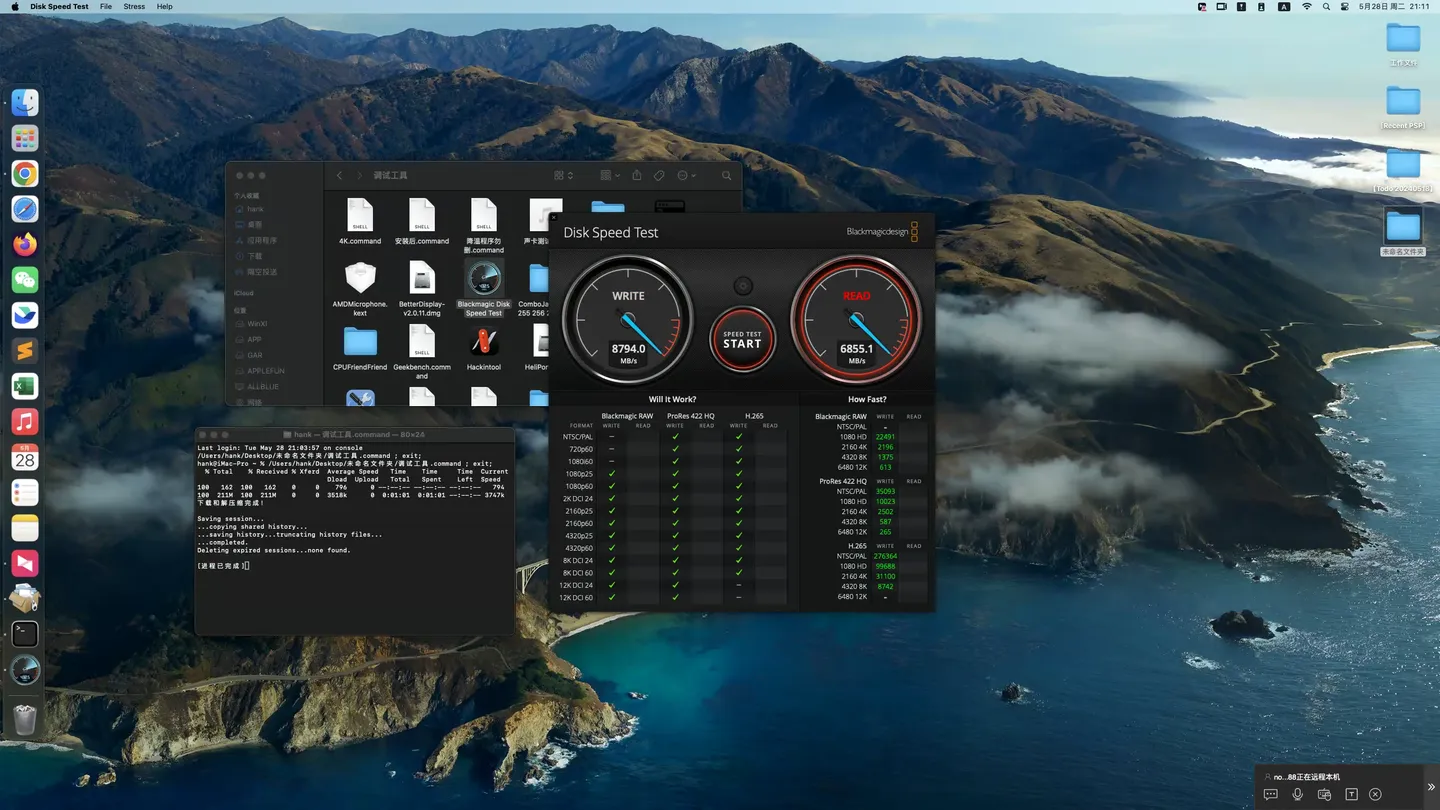 Disk Speed Test File Stress Help
A
5月28日 周二 21:11
工作文件
[Recent PSP]
[Todo 20240518]
未命名文件夹
调试工具
个人收藏
hank
桌面
应用程序
下载
隔空投送
iCloud
位置
WinXI
APP
GAR
APPLEFUN
ALLBLUE
网络
SHELL
SHELL
SHELL
4K.command
安装后.command
降温程序勿删.command
声卡测试
AMDMicrophone.kext
BetterDisplay-v2.0.11.dmg
Blackmagic Disk Speed Test
ComboJa
255 256 2
SHELL
CPUFriendFriend
Geekbench.command
Hackintool
HeliPor
Disk Speed Test
Blackmagicdesign
WRITE
8794.0
MB/s
SPEED TEST
START
READ
6855.1
MB/s
Will It Work?
Blackmagic RAW ProRes 422 HQ H.265
FORMAT WRITE READ WRITE READ WRITE READ
NTSC/PAL – ✓ ✓
720p60 – ✓ ✓
1080i60 – ✓ ✓
1080p25 ✓ ✓ ✓
1080p60 ✓ ✓ ✓
2K DCI 24 ✓ ✓ ✓
2160p25 ✓ ✓ ✓
2160p60 ✓ ✓ ✓
4320p25 ✓ ✓ ✓
4320p60 ✓ ✓ ✓
8K DCI 24 ✓ ✓ ✓
8K DCI 60 ✓ ✓ ✓
12K DCI 24 ✓ ✓ –
12K DCI 60 ✓ ✓ –
How Fast?
Blackmagic RAW WRITE READ
NTSC/PAL -
1080 HD 22491
2160 4K 2196
4320 8K 1375
6480 12K 613
ProRes 422 HQ WRITE READ
NTSC/PAL 35093
1080 HD 10023
2160 4K 2502
4320 8K 587
6480 12K 265
H.265 WRITE READ
NTSC/PAL 276364
1080 HD 99688
2160 4K 31100
4320 8K 8742
6480 12K -
hank — 调试工具.command — 80×24
Last login: Tue May 28 21:03:57 on console
/Users/hank/Desktop/未命名文件夹/调试工具.command ; exit;
hank@iMac-Pro ~ % /Users/hank/Desktop/未命名文件夹/调试工具.command ; exit;
% Total % Received % Xferd Average Speed Time Time Time Current
Dload Upload Total Spent Left Speed
100 162 100 162 0 0 796 0 --:--:-- --:--:-- --:--:-- 794
100 211M 100 211M 0 0 3518k 0 0:01:01 0:01:01 --:--:-- 3747k
下载和解压缩完成!
Saving session...
...copying shared history...
...saving history...truncating history files...
...completed.
Deleting expired sessions...none found.
[进程已完成]
28
no...88正在远程本机